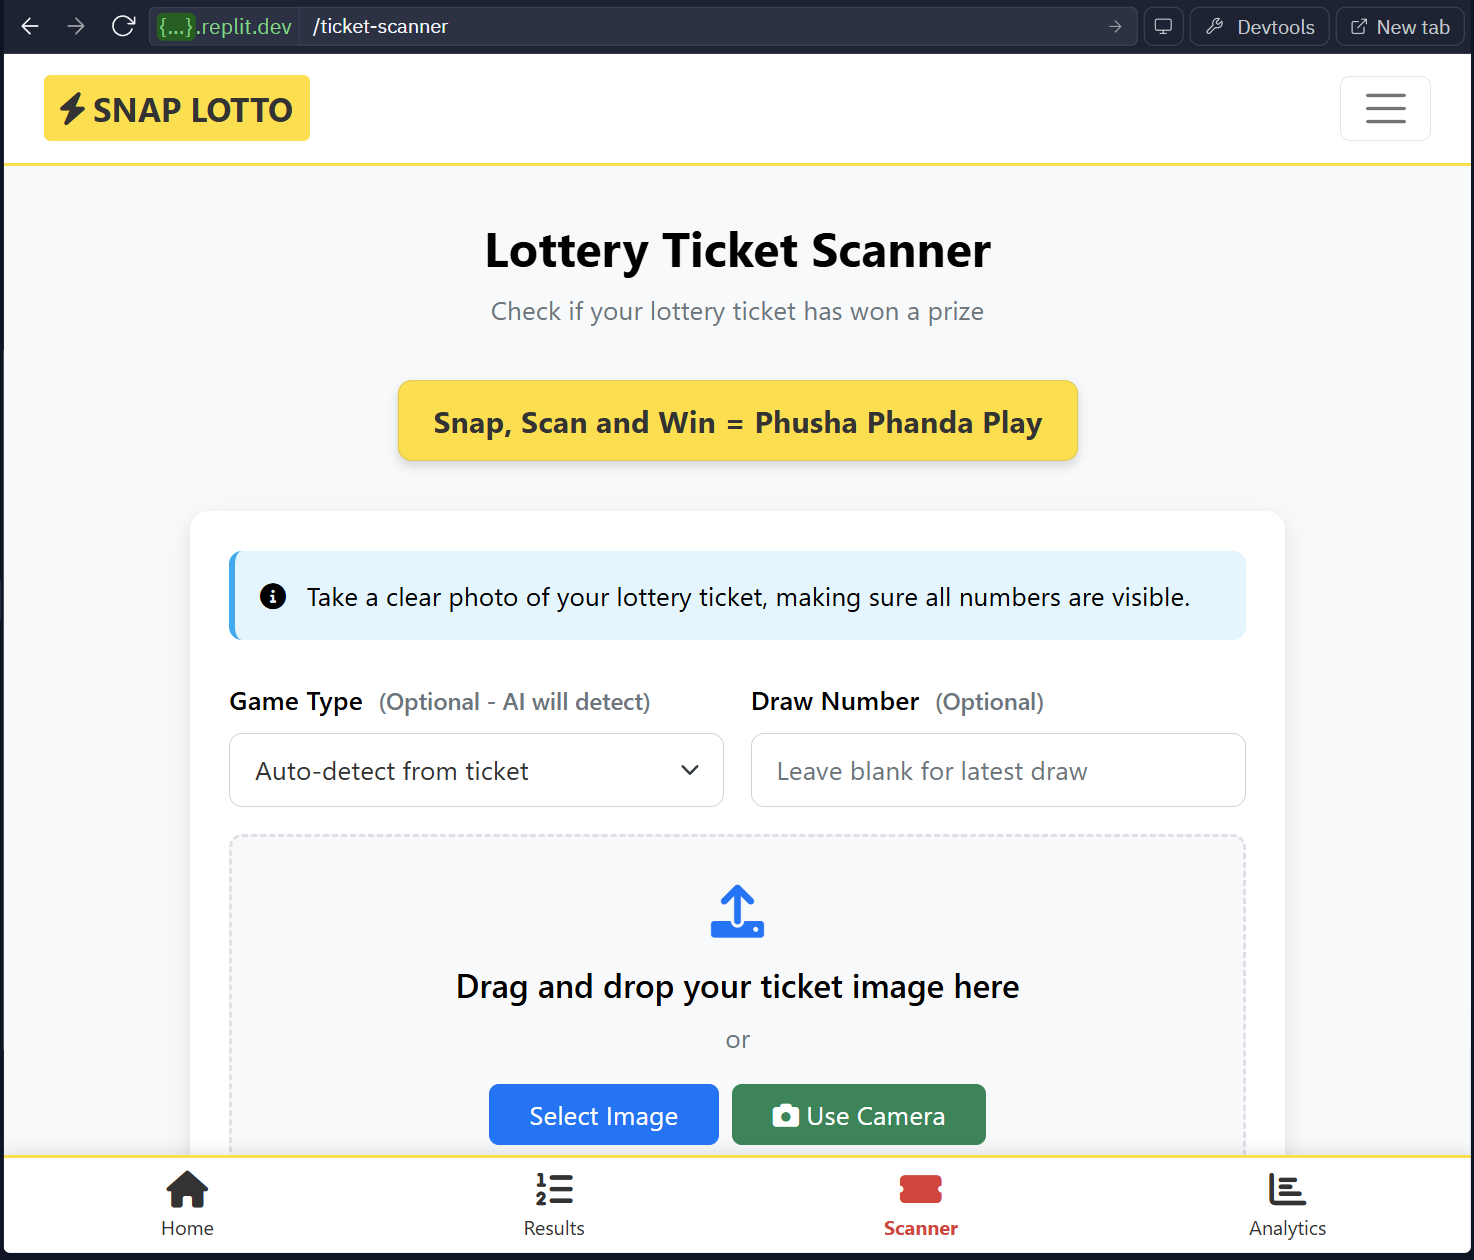 {...}.replit.dev /ticket-scanner
Devtools
New tab
SNAP LOTTO
Lottery Ticket Scanner
Check if your lottery ticket has won a prize
Snap, Scan and Win = Phusha Phanda Play
Take a clear photo of your lottery ticket, making sure all numbers are visible.
Game Type (Optional - AI will detect)
Auto-detect from ticket
Draw Number (Optional)
Leave blank for latest draw
Drag and drop your ticket image here
or
Select Image
Use Camera
Home
Results
Scanner
Analytics